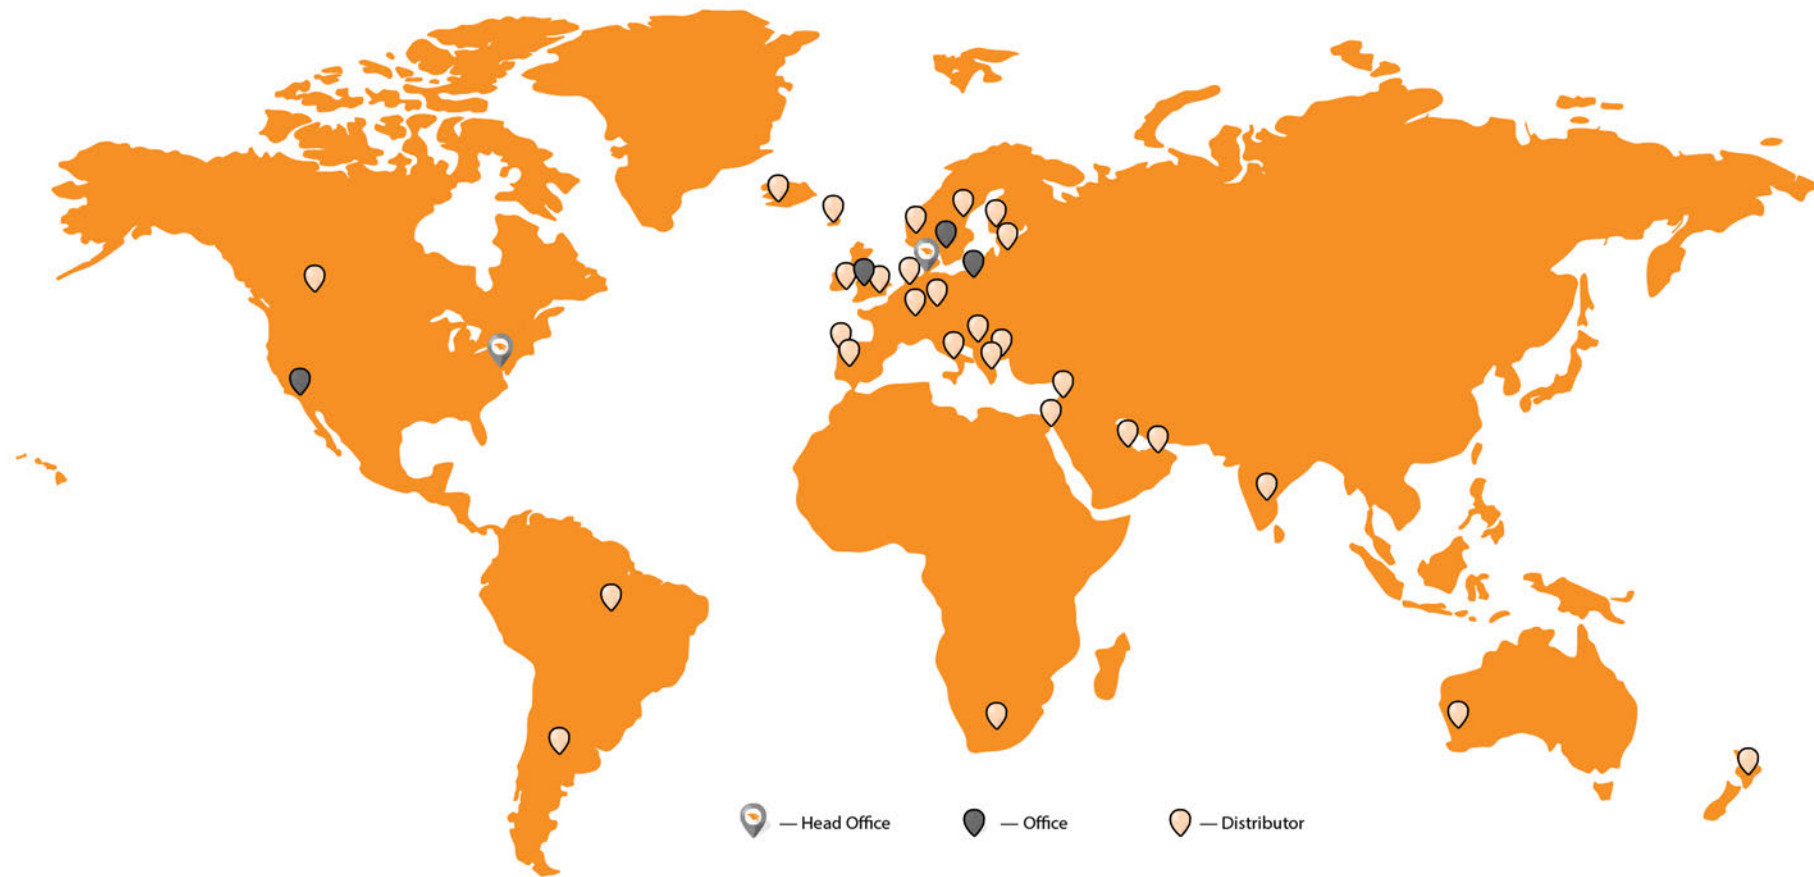 — Head Office — Office — Distributor